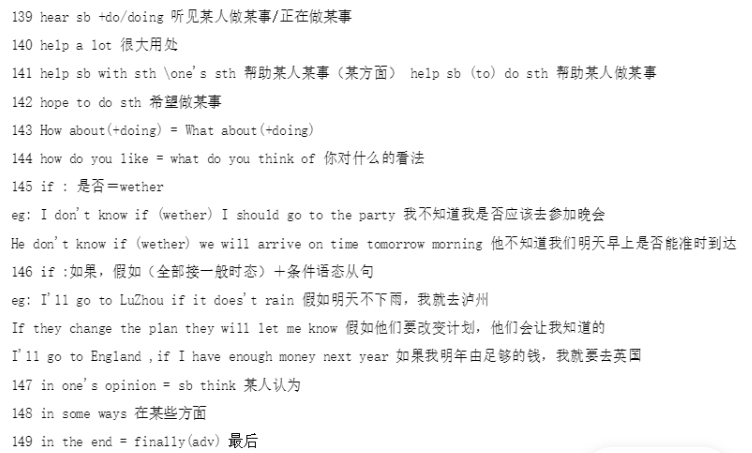 139 hear sb +do/doing 听见某人做某事/正在做某事
140 help a lot 很大用处
141 help sb with sth \one's sth 帮助某人某事（某方面） help sb (to) do sth 帮助某人做某事
142 hope to do sth 希望做某事
143 How about(+doing) = What about(+doing)
144 how do you like = what do you think of 你对什么的看法
145 if : 是否＝wether
eg: I don't know if (wether) I should go to the party 我不知道我是否应该去参加晚会
He don't know if (wether) we will arrive on time tomorrow morning 他不知道我们明天早上是否能准时到达
146 if :如果，假如（全部接一般时态）＋条件语态从句
eg: I'll go to LuZhou if it does't rain 假如明天不下雨，我就去泸州
If they change the plan they will let me know 假如他们要改变计划，他们会让我知道的
I'll go to England ,if I have enough money next year 如果我明年由足够的钱，我就要去英国
147 in one's opinion = sb think 某人认为
148 in some ways 在某些方面
149 in the end = finally(adv) 最后